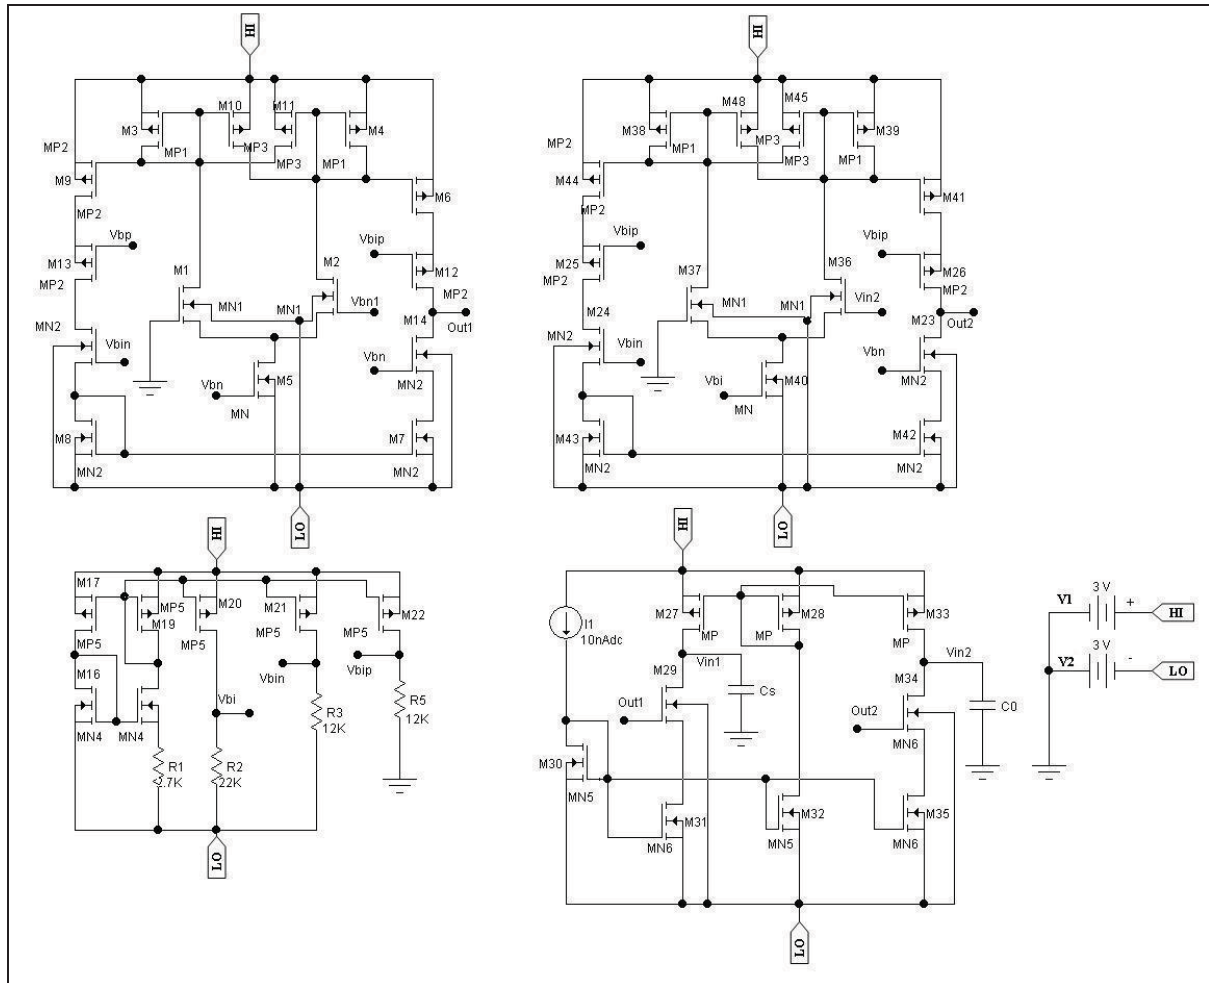 HI
M3
M10
M11
M4
MP1
MP3
MP3
MP1
MP2
M9
MP2
M6
Vbp
M13
MP2
Vbip
M12
MP2
M1
MN1
M2
MN1
Vbn1
M14
Out1
MN2
Vbin
Vbn
MN2
Vbn
M5
MN
M8
MN2
M7
MN2
LO
HI
M38
M48
M45
M39
MP1
MP3
MP3
MP1
MP2
M44
MP2
M41
Vbip
M25
MP2
Vbip
M26
MP2
M37
MN1
M36
MN1
Vin2
M24
M23
Out2
MN2
Vbin
Vbn
MN2
Vbi
M40
MN
M43
MN2
M42
MN2
LO
HI
M17
MP5
M19
M20
M21
M22
MP5
MP5
MP5
MP5
M16
MN4
MN4
Vbin
Vbip
Vbi
R1
R2
22K
R3
12K
R5
12K
LO
HI
I1
10nAdc
M27
MP
M28
MP
M33
MP
Vin1
Vin2
M29
Cs
M34
C0
Out1
Out2
MN6
M30
MN5
M31
MN6
M32
MN5
M35
MN6
LO
3 V
V1
+
HI
3 V
V2
-
LO